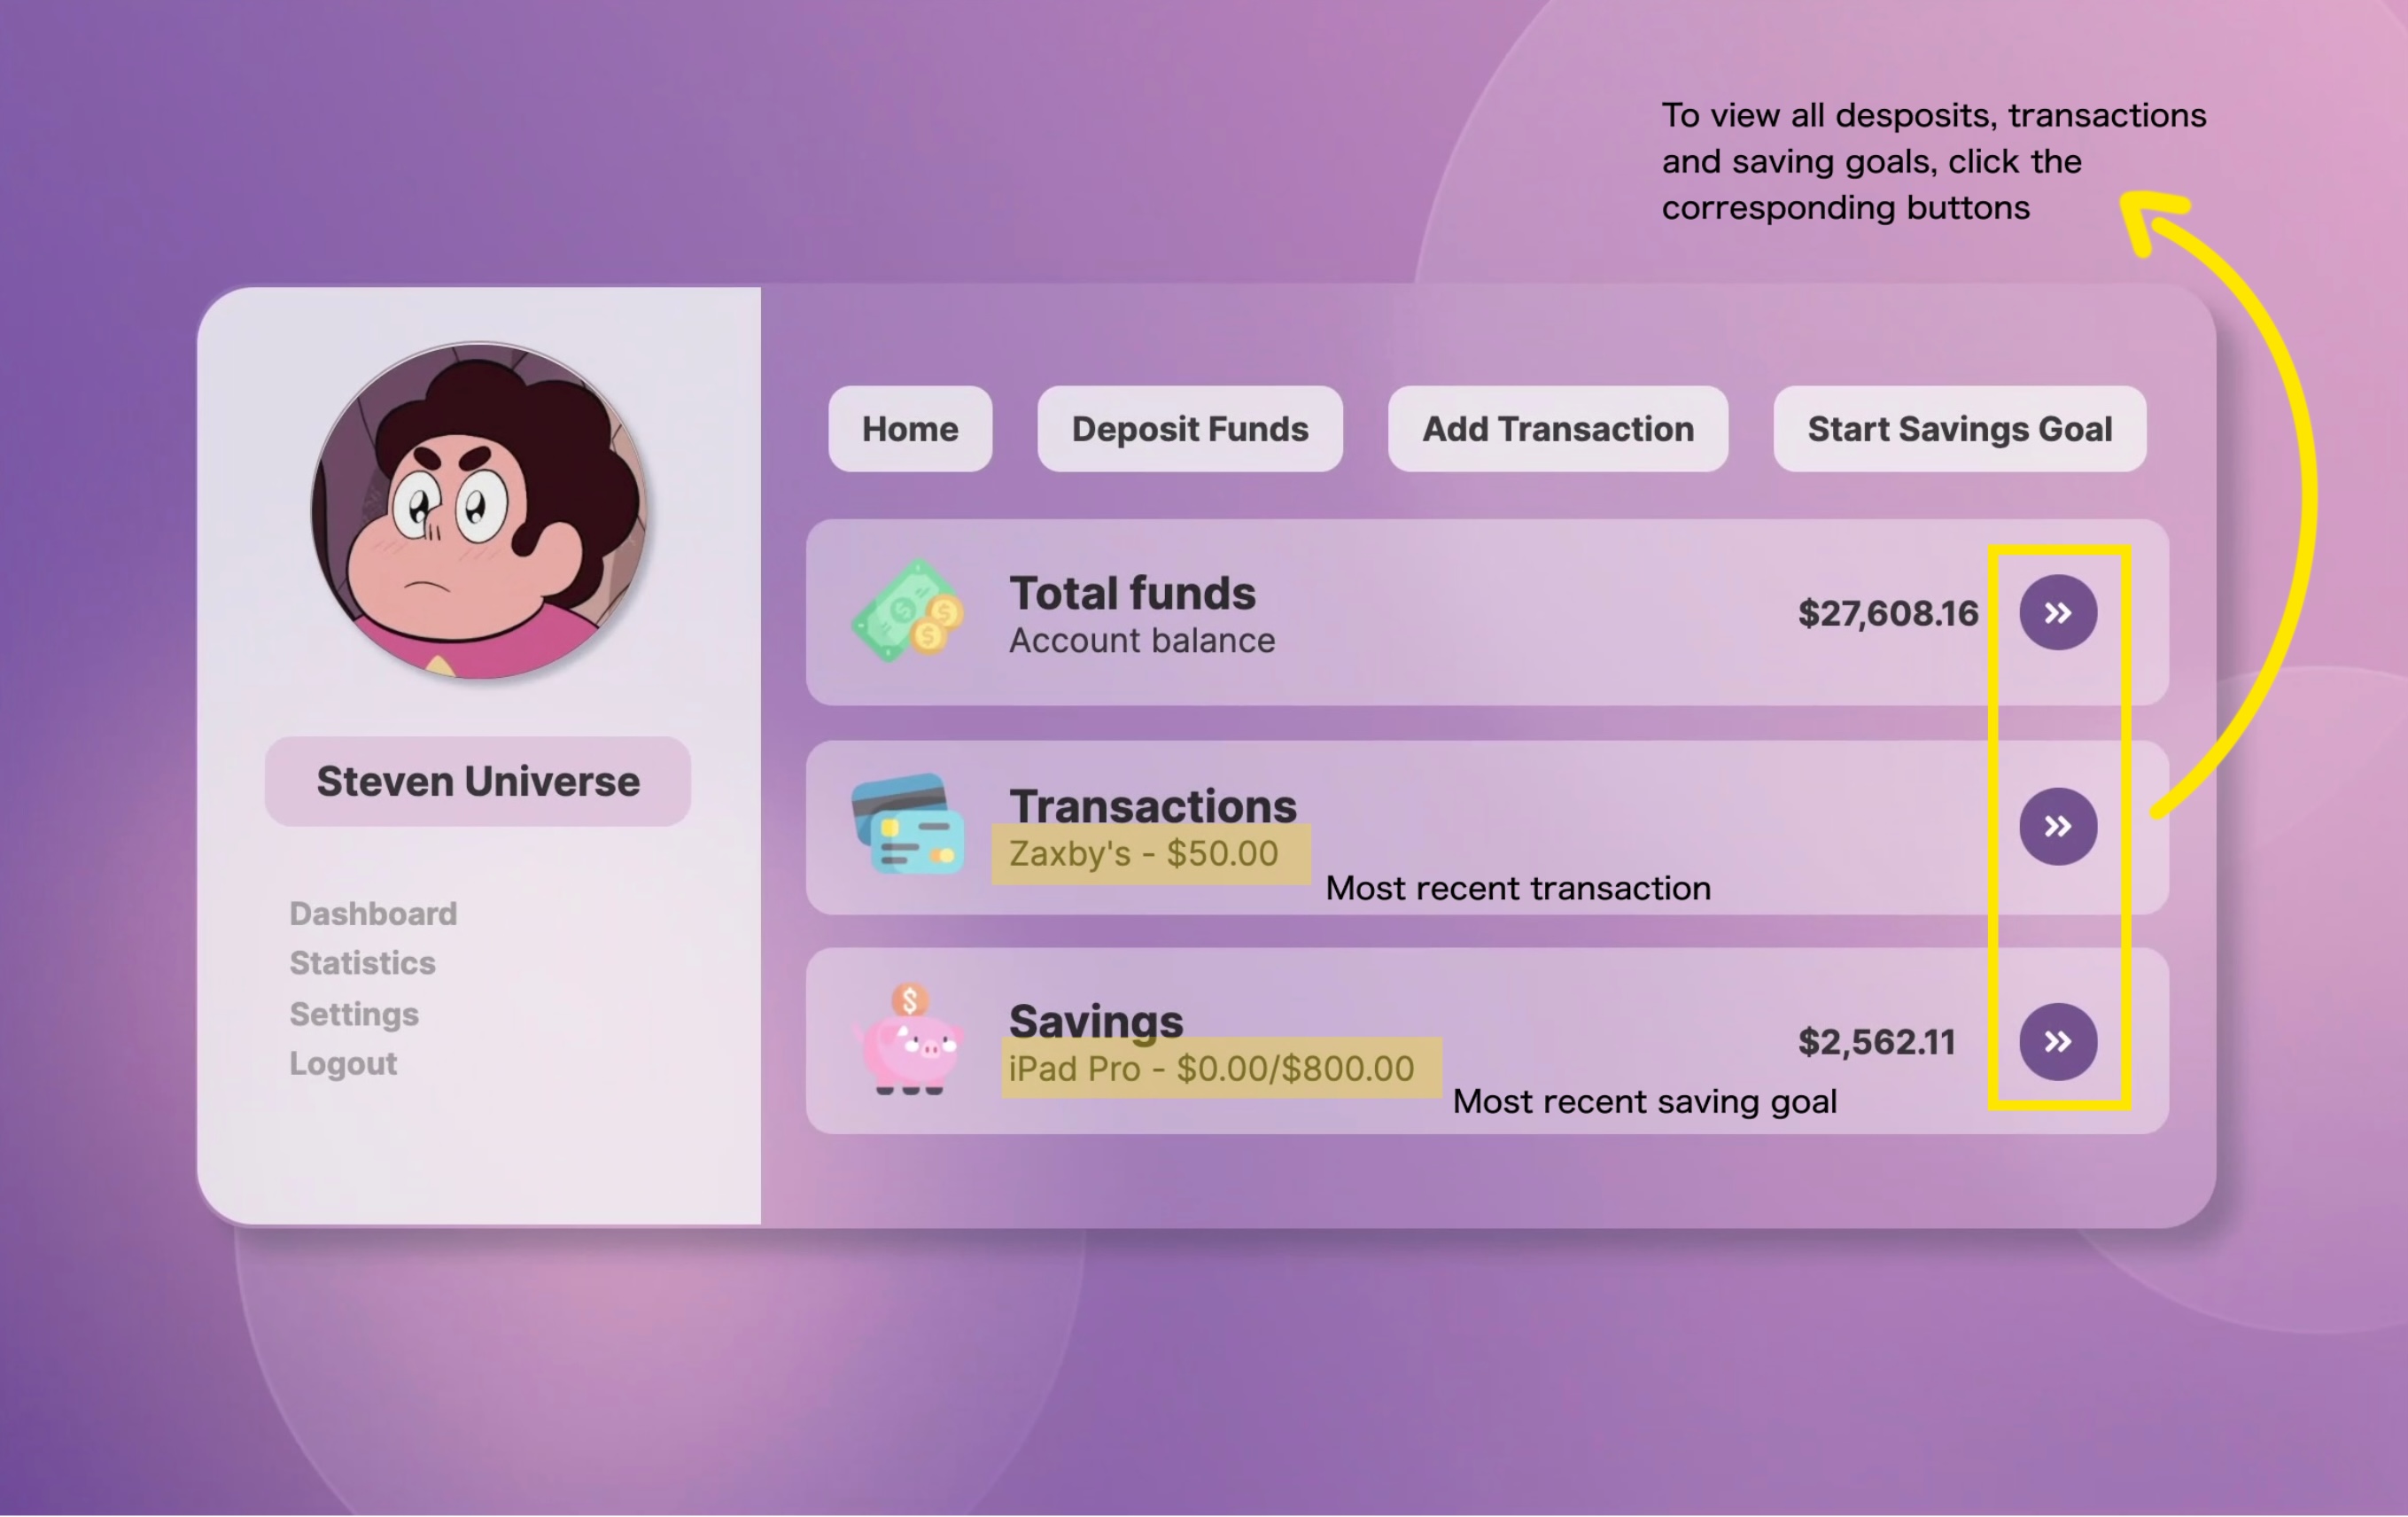 To view all desposits, transactions
and saving goals, click the
corresponding buttons
Steven Universe
Dashboard
Statistics
Settings
Logout
Home
Deposit Funds
Add Transaction
Start Savings Goal
Total funds
Account balance
$27,608.16
Transactions
Zaxby's - $50.00
Most recent transaction
Savings
iPad Pro - $0.00/$800.00
$2,562.11
Most recent saving goal